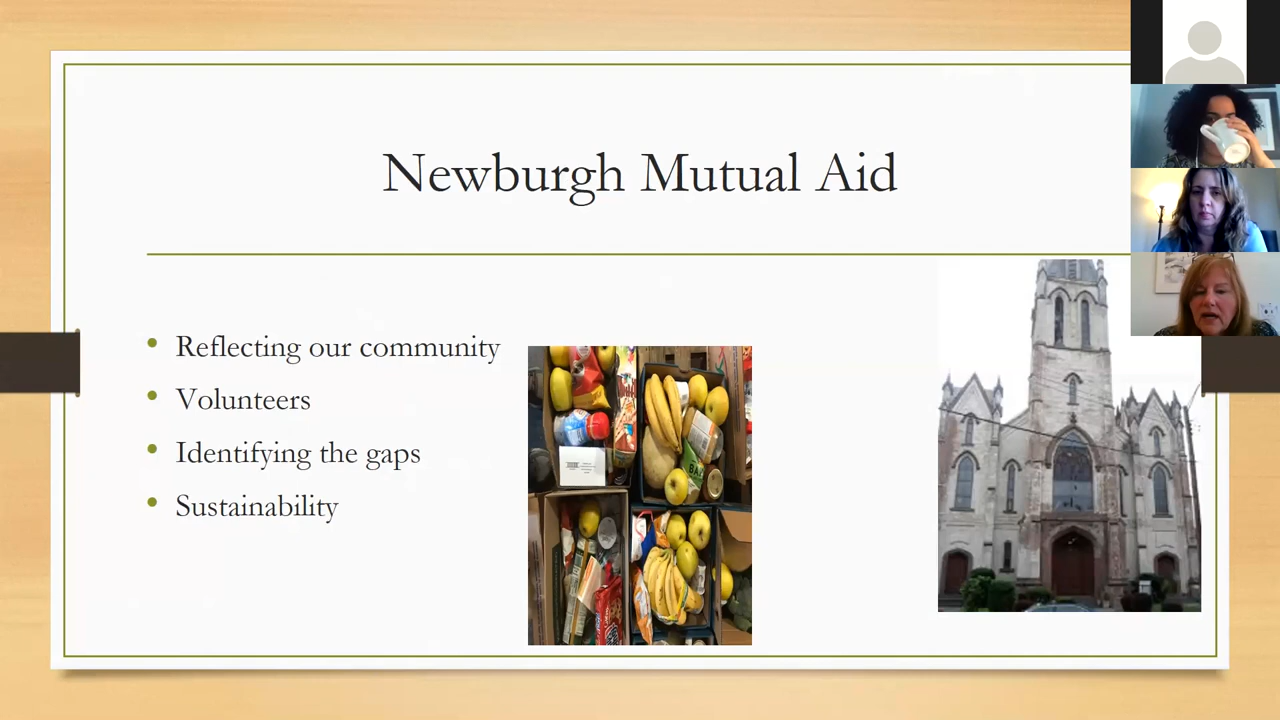 Newburgh Mutual Aid
• Reflecting our community
• Volunteers
• Identifying the gaps
• Sustainability